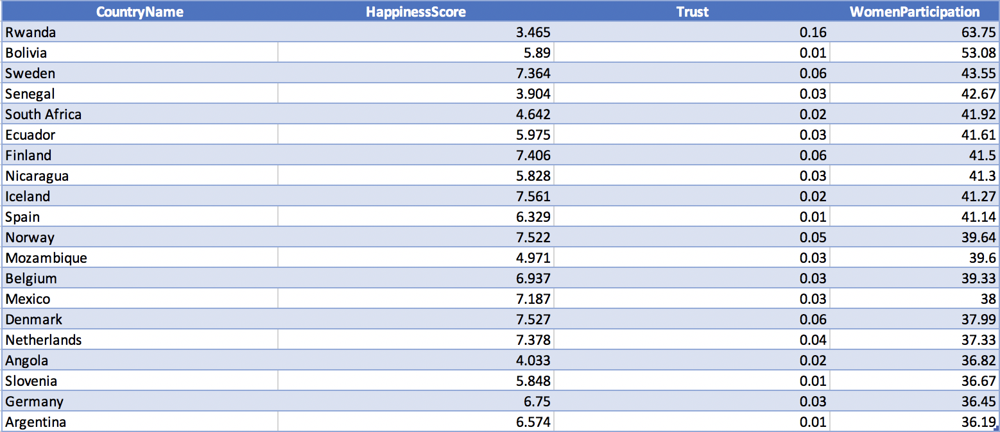 CountryName HappinessScore Trust WomenParticipation
Rwanda 3.465 0.16 63.75
Bolivia 5.89 0.01 53.08
Sweden 7.364 0.06 43.55
Senegal 3.904 0.03 42.67
South Africa 4.642 0.02 41.92
Ecuador 5.975 0.03 41.61
Finland 7.406 0.06 41.5
Nicaragua 5.828 0.03 41.3
Iceland 7.561 0.02 41.27
Spain 6.329 0.01 41.14
Norway 7.522 0.05 39.64
Mozambique 4.971 0.03 39.6
Belgium 6.937 0.03 39.33
Mexico 7.187 0.03 38
Denmark 7.527 0.06 37.99
Netherlands 7.378 0.04 37.33
Angola 4.033 0.02 36.82
Slovenia 5.848 0.01 36.67
Germany 6.75 0.03 36.45
Argentina 6.574 0.01 36.19